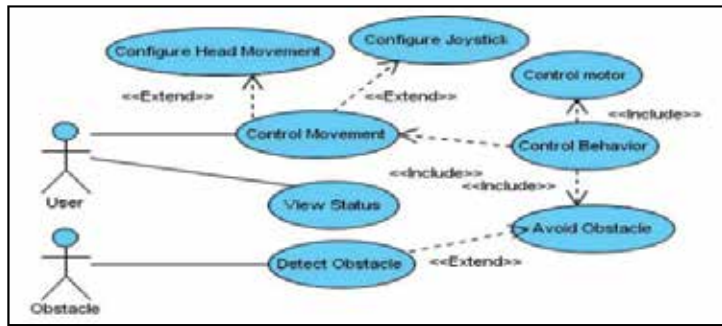 Configure Head Movement
Configure Joystick
Control motor
<<Extend>>
<<Extend>>
<<Include>>
Control Movement
Control Behavior
<<Include>>
<<Include>>
User
View Status
Avoid Obstacle
Detect Obstacle
<<Extend>>
Obstacle